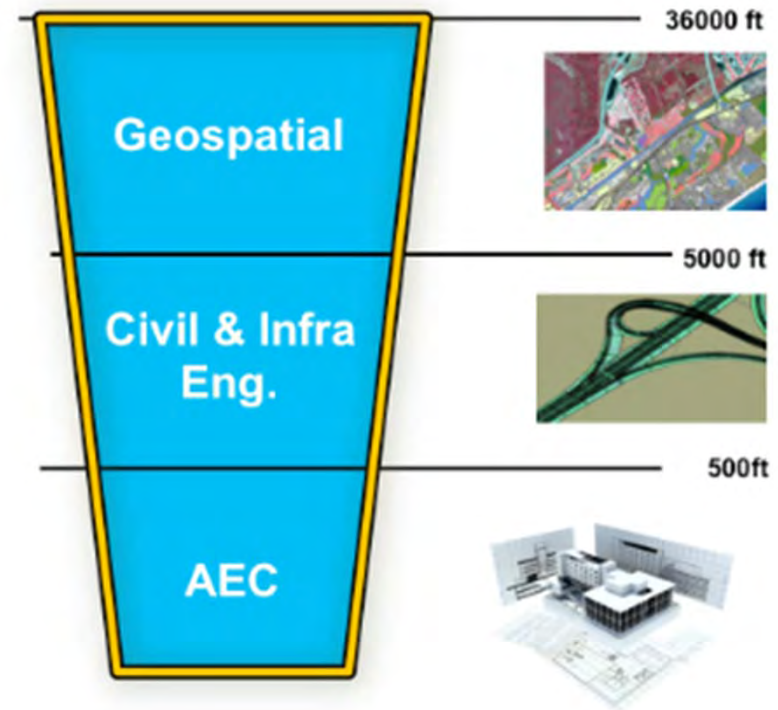 36000 ft
Geospatial
5000 ft
Civil & Infra
Eng.
500ft
AEC